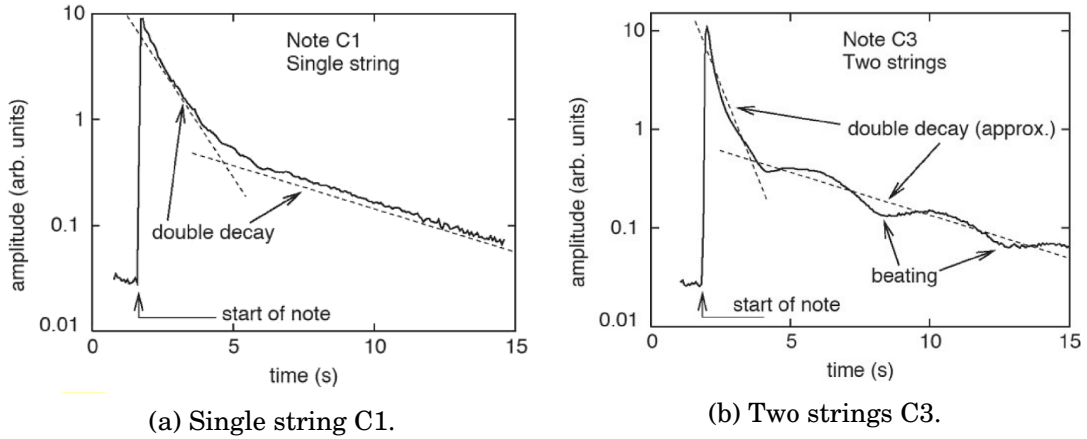 10
1
0.1
0.01
amplitude (arb. units)
Note C1
Single string
double decay
start of note
0
5
10
15
time (s)
(a) Single string C1.
10
1
0.1
0.01
amplitude (arb. units)
Note C3
Two strings
double decay (approx.)
beating
start of note
0
5
10
15
time (s)
(b) Two strings C3.